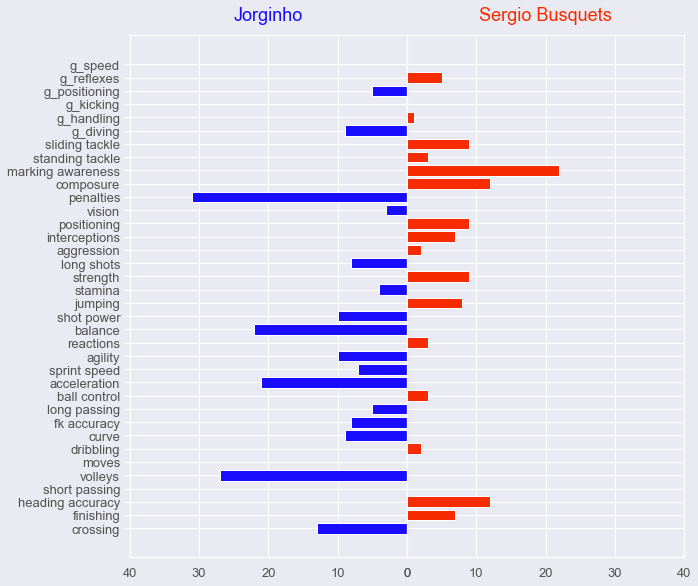 Jorginho
Sergio Busquets
g_speed
g_reflexes
g_positioning
g_kicking
g_handling
g_diving
sliding tackle
standing tackle
marking awareness
composure
penalties
vision
positioning
interceptions
aggression
long shots
strength
stamina
jumping
shot power
balance
reactions
agility
sprint speed
acceleration
ball control
long passing
fk accuracy
curve
dribbling
moves
volleys
short passing
heading accuracy
finishing
crossing
40 30 20 10 0 0 10 20 30 40